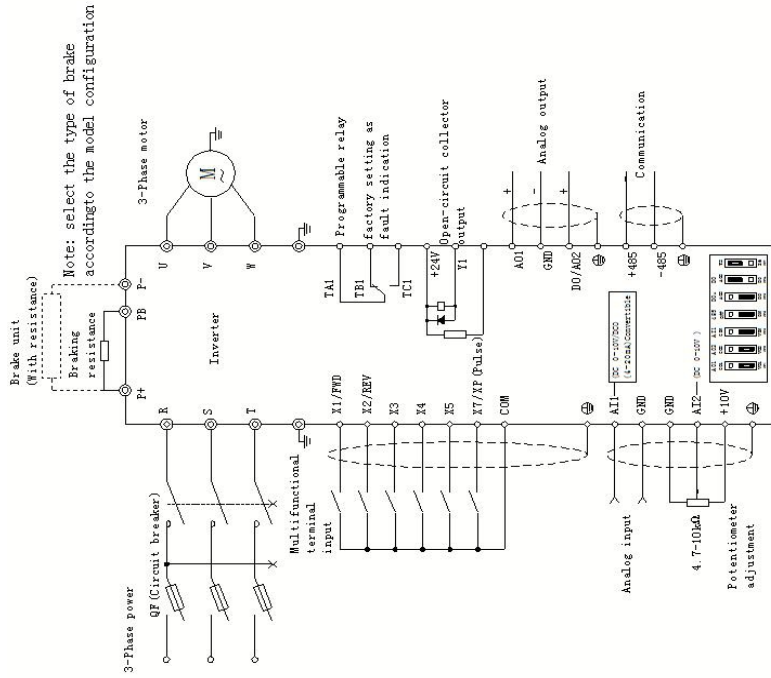 Note: select the type of brake
accordingto the model configuration
Brake unit
(With resistance)
Braking
resistance
P+
PB
P-
3-Phase power
QF(Circuit breaker)
R
S
T
Inverter
U
V
W
M
~
3-Phase motor
Multifunctional
terminal
input
X1/FWD
X2/REV
X3
X4
X5
X7/XP(Pulse)
COM
TA1
TB1
TC1
Programmable relay
factory setting as
fault indication
+24V
Y1
Open-circuit collector
output
Analog input
AI1
(DC 0-10V/DC0
(4-20mA)Convertible
GND
GND
AI2
(DC 0-10V )
+10V
4.7-10kΩ
Potentiometer
adjustment
AO1
GND
DO/AO2
+
-
+
Analog output
+485
-485
Communication